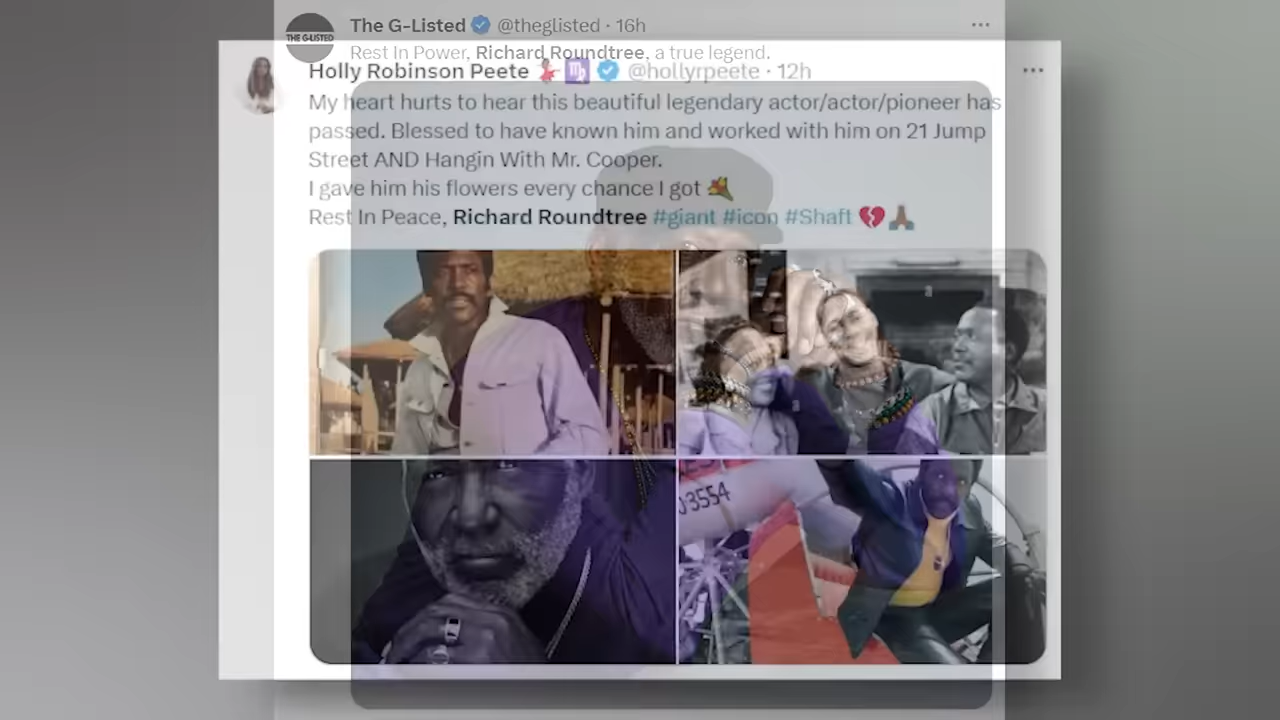 The G-Listed @theglisted · 16h
THE G-LISTED
Rest In Power, Richard Roundtree, a true legend.
Holly Robinson Peete @hollyrpeete · 12h
My heart hurts to hear this beautiful legendary actor/actor/pioneer has
passed. Blessed to have known him and worked with him on 21 Jump
Street AND Hangin With Mr. Cooper.
I gave him his flowers every chance I got
Rest In Peace, Richard Roundtree #giant #icon #Shaft
03554